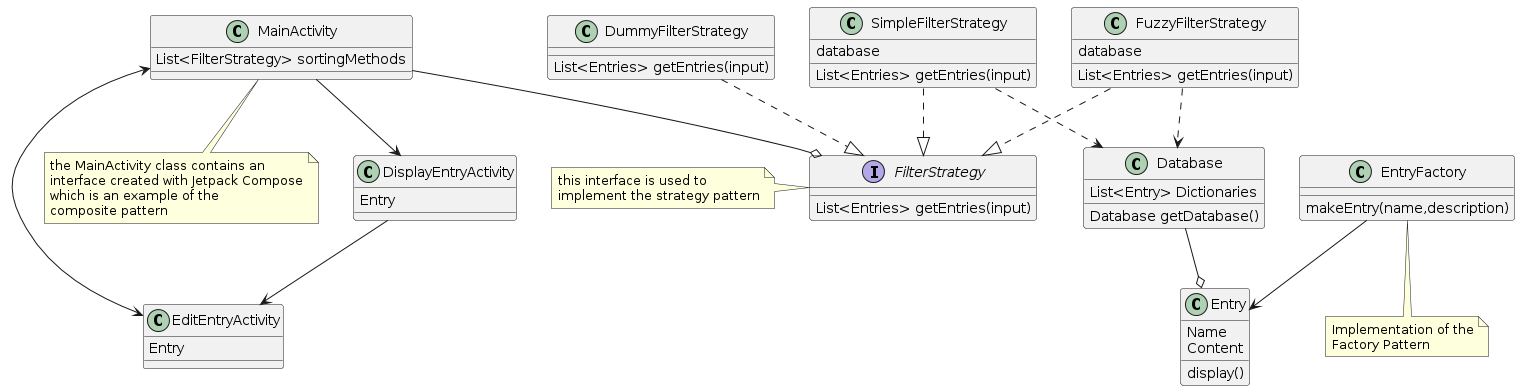 C MainActivity
List<FilterStrategy> sortingMethods
C DummyFilterStrategy
List<Entries> getEntries(input)
C SimpleFilterStrategy
database
List<Entries> getEntries(input)
C FuzzyFilterStrategy
database
List<Entries> getEntries(input)
the MainActivity class contains an
interface created with Jetpack Compose
which is an example of the
composite pattern
C DisplayEntryActivity
Entry
this interface is used to
implement the strategy pattern
I FilterStrategy
List<Entries> getEntries(input)
C Database
List<Entry> Dictionaries
Database getDatabase()
C EntryFactory
makeEntry(name,description)
C EditEntryActivity
Entry
C Entry
Name
Content
display()
Implementation of the
Factory Pattern